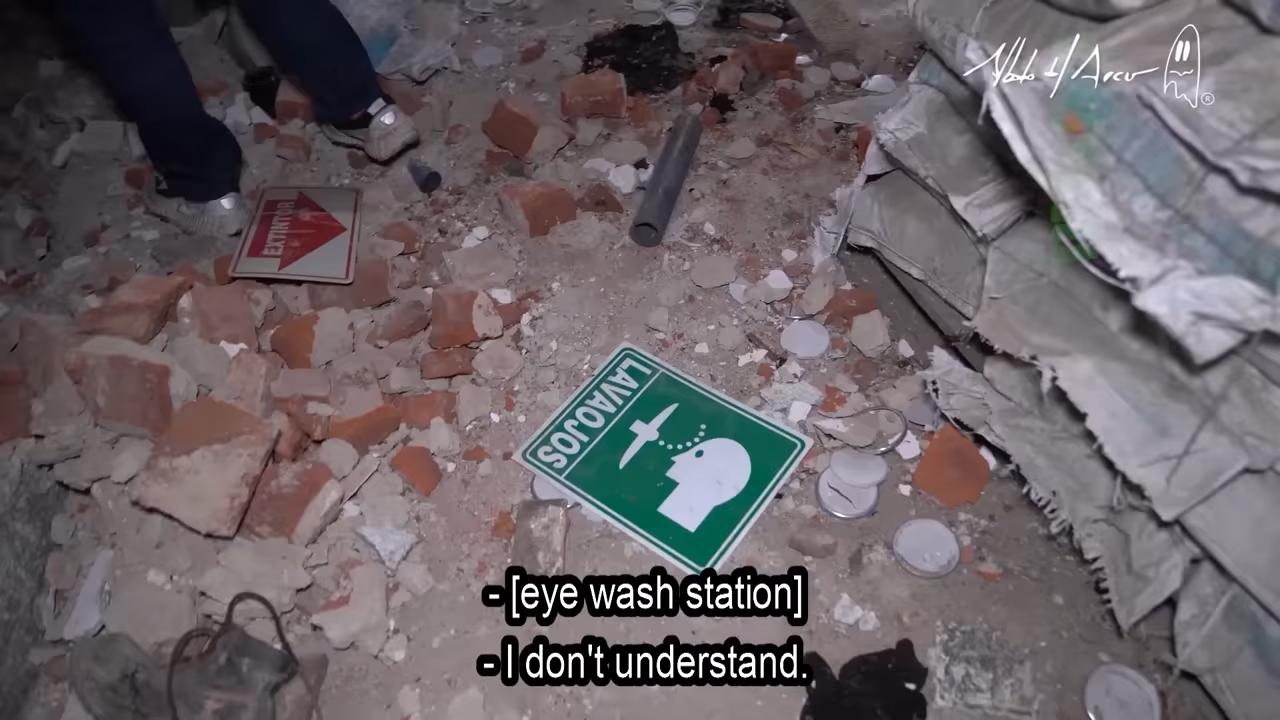 EXTINTOR
LAVAOJOS
- [eye wash station]
- I don't understand.